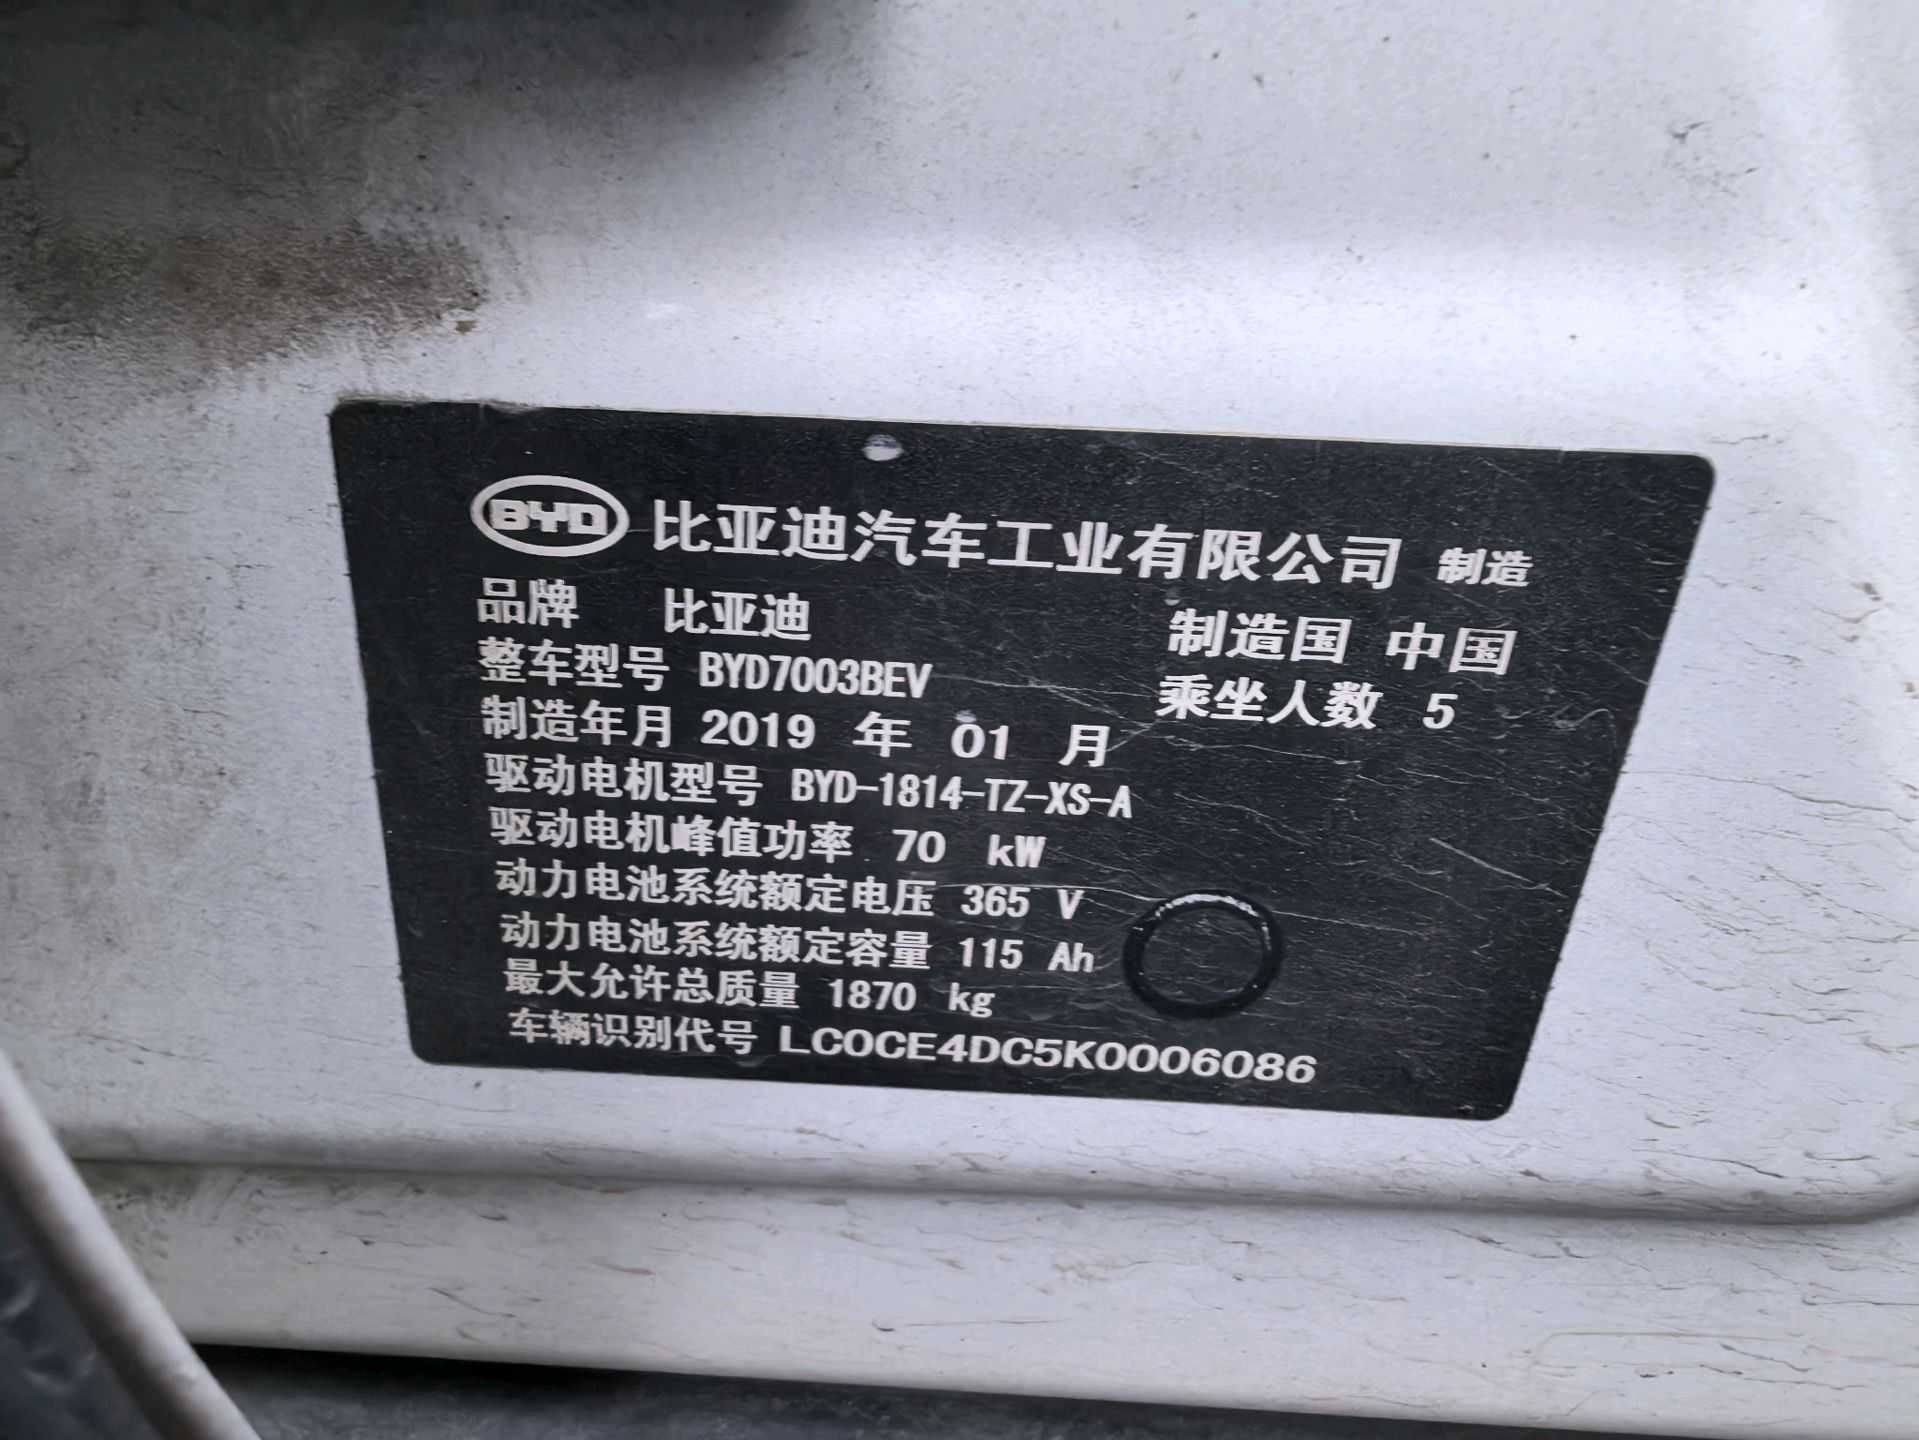 BYD 比亚迪汽车工业有限公司 制造
品牌 比亚迪 制造国 中国
整车型号 BYD7003BEV 乘坐人数 5
制造年月 2019 年 01 月
驱动电机型号 BYD-1814-TZ-XS-A
驱动电机峰值功率 70 kW
动力电池系统额定电压 365 V
动力电池系统额定容量 115 Ah
最大允许总质量 1870 kg
车辆识别代号 LC0CE4DC5K0006086